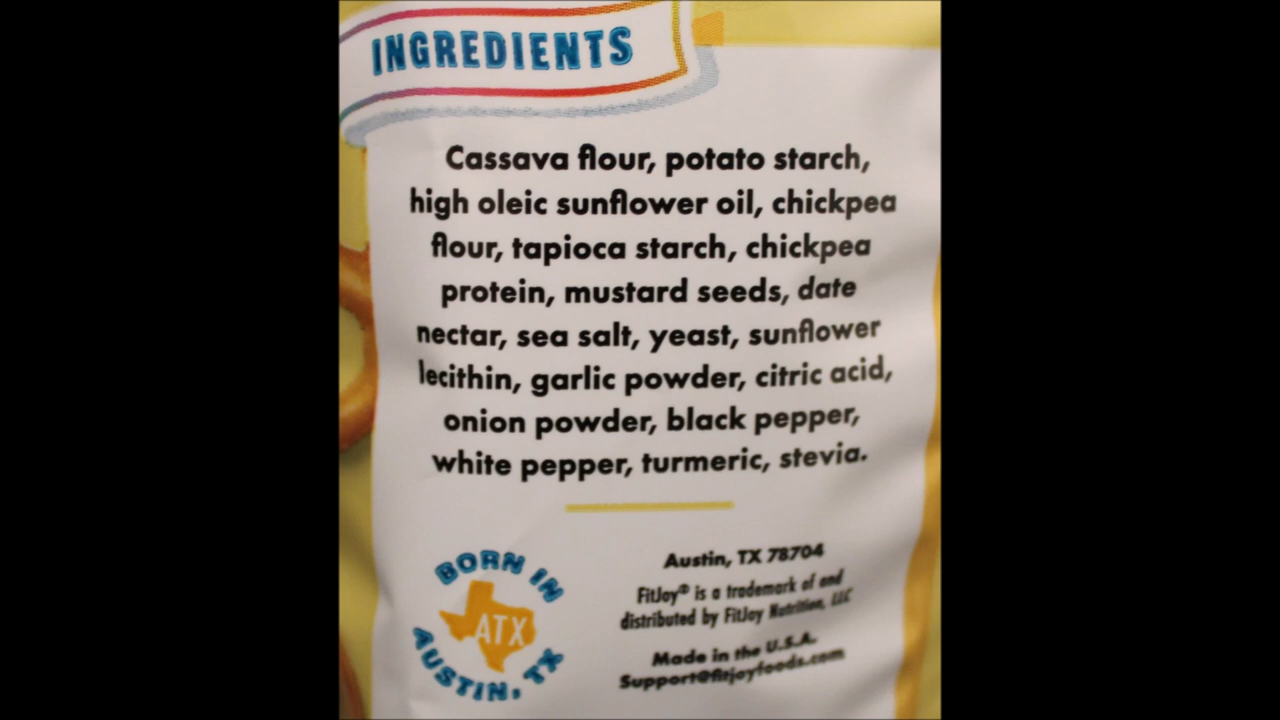 INGREDIENTS
Cassava flour, potato starch,
high oleic sunflower oil, chickpea
flour, tapioca starch, chickpea
protein, mustard seeds, date
nectar, sea salt, yeast, sunflower
lecithin, garlic powder, citric acid,
onion powder, black pepper,
white pepper, turmeric, stevia.
BORN IN
ATX
AUSTIN, TX
Austin, TX 78704
FitJoy® is a trademark of and
distributed by FitJoy Nutrition, LLC
Made in the U.S.A.
Support@fitjoyfoods.com